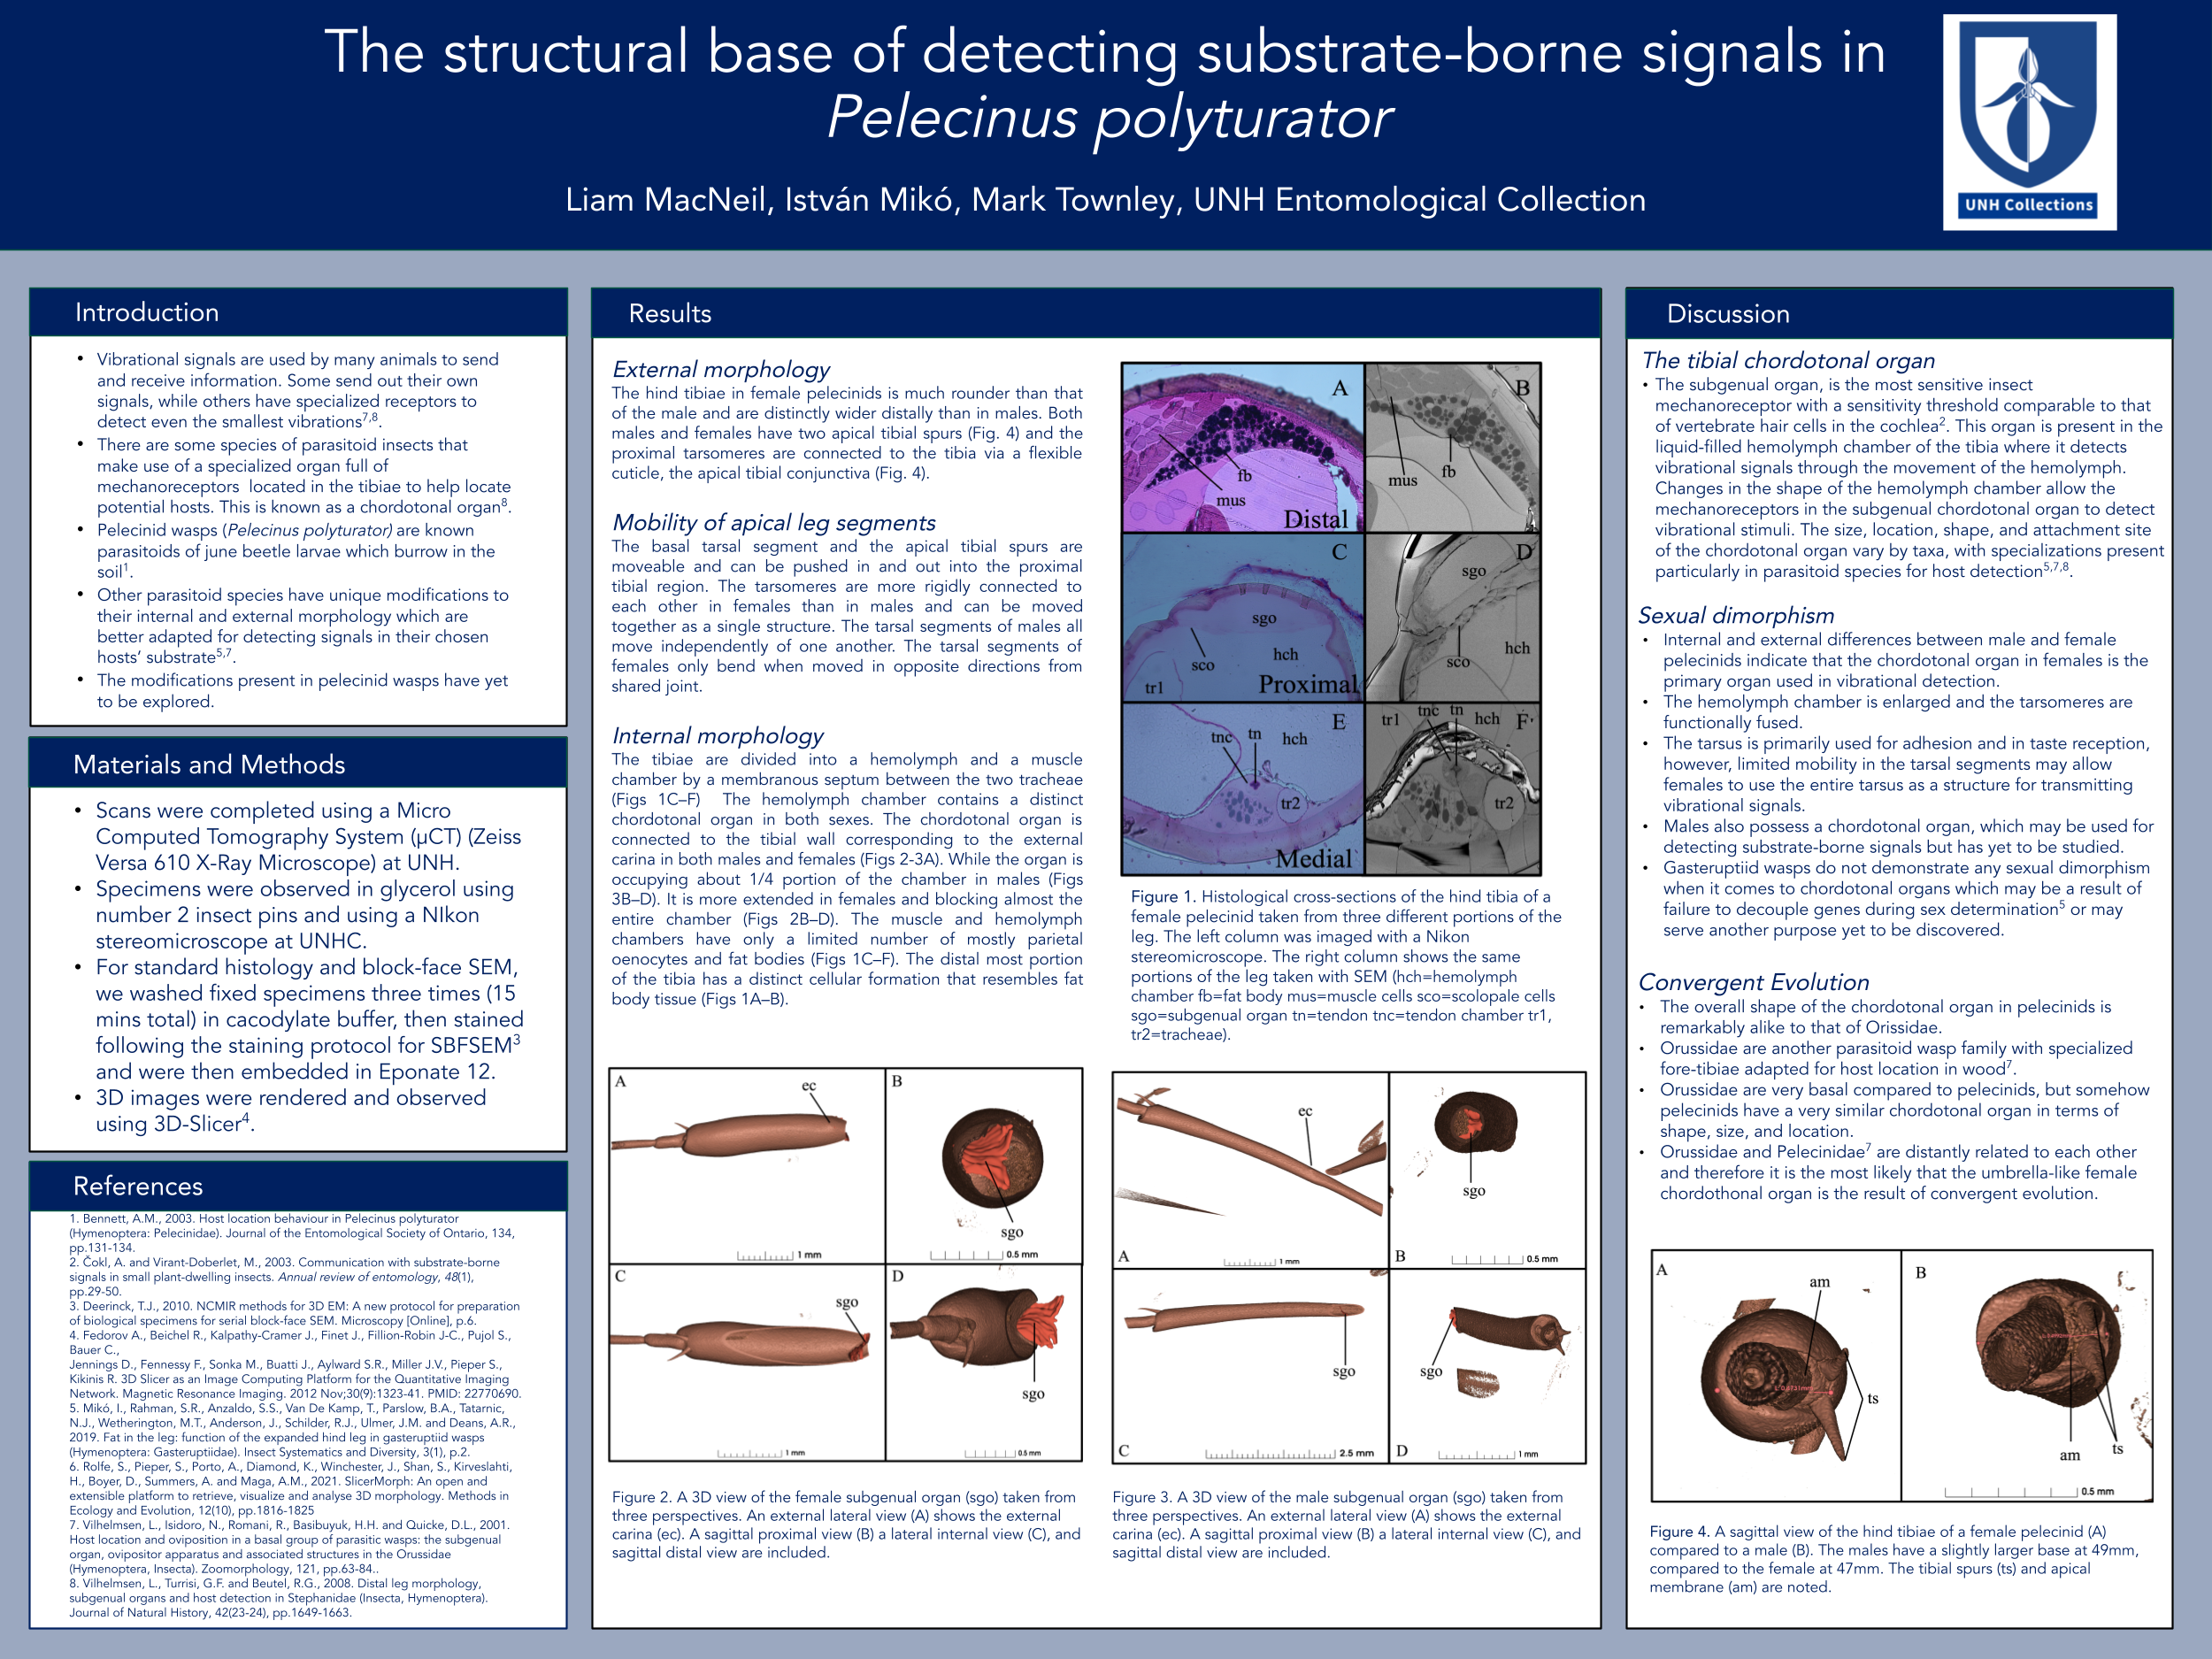 The structural base of detecting substrate-borne signals in
Pelecinus polyturator
Liam MacNeil, István Mikó, Mark Townley, UNH Entomological Collection
UNH Collections
Introduction
• Vibrational signals are used by many animals to send
and receive information. Some send out their own
signals, while others have specialized receptors to
detect even the smallest vibrations7,8.
• There are some species of parasitoid insects that
make use of a specialized organ full of
mechanoreceptors located in the tibiae to help locate
potential hosts. This is known as a chordotonal organ8.
• Pelecinid wasps (Pelecinus polyturator) are known
parasitoids of june beetle larvae which burrow in the
soil1.
• Other parasitoid species have unique modifications to
their internal and external morphology which are
better adapted for detecting signals in their chosen
hosts' substrate5,7.
• The modifications present in pelecinid wasps have yet
to be explored.
Materials and Methods
• Scans were completed using a Micro
Computed Tomography System (µCT) (Zeiss
Versa 610 X-Ray Microscope) at UNH.
• Specimens were observed in glycerol using
number 2 insect pins and using a NIkon
stereomicroscope at UNHC.
• For standard histology and block-face SEM,
we washed fixed specimens three times (15
mins total) in cacodylate buffer, then stained
following the staining protocol for SBFSEM3
and were then embedded in Eponate 12.
• 3D images were rendered and observed
using 3D-Slicer4.
References
1. Bennett, A.M., 2003. Host location behaviour in Pelecinus polyturator
(Hymenoptera: Pelecinidae). Journal of the Entomological Society of Ontario, 134,
pp.131-134.
2. Čokl, A. and Virant-Doberlet, M., 2003. Communication with substrate-borne
signals in small plant-dwelling insects. Annual review of entomology, 48(1),
pp.29-50.
3. Deerinck, T.J., 2010. NCMIR methods for 3D EM: A new protocol for preparation
of biological specimens for serial block-face SEM. Microscopy [Online], p.6.
4. Fedorov A., Beichel R., Kalpathy-Cramer J., Finet J., Fillion-Robin J-C., Pujol S.,
Bauer C.,
Jennings D., Fennessy F., Sonka M., Buatti J., Aylward S.R., Miller J.V., Pieper S.,
Kikinis R. 3D Slicer as an Image Computing Platform for the Quantitative Imaging
Network. Magnetic Resonance Imaging. 2012 Nov;30(9):1323-41. PMID: 22770690.
5. Mikó, I., Rahman, S.R., Anzaldo, S.S., Van De Kamp, T., Parslow, B.A., Tatarnic,
N.J., Wetherington, M.T., Anderson, J., Schilder, R.J., Ulmer, J.M. and Deans, A.R.,
2019. Fat in the leg: function of the expanded hind leg in gasteruptiid wasps
(Hymenoptera: Gasteruptiidae). Insect Systematics and Diversity, 3(1), p.2.
6. Rolfe, S., Pieper, S., Porto, A., Diamond, K., Winchester, J., Shan, S., Kirveslahti,
H., Boyer, D., Summers, A. and Maga, A.M., 2021. SlicerMorph: An open and
extensible platform to retrieve, visualize and analyse 3D morphology. Methods in
Ecology and Evolution, 12(10), pp.1816-1825
7. Vilhelmsen, L., Isidoro, N., Romani, R., Basibuyuk, H.H. and Quicke, D.L., 2001.
Host location and oviposition in a basal group of parasitic wasps: the subgenual
organ, ovipositor apparatus and associated structures in the Orussidae
(Hymenoptera, Insecta). Zoomorphology, 121, pp.63-84..
8. Vilhelmsen, L., Turrisi, G.F. and Beutel, R.G., 2008. Distal leg morphology,
subgenual organs and host detection in Stephanidae (Insecta, Hymenoptera).
Journal of Natural History, 42(23-24), pp.1649-1663.
Results
External morphology
The hind tibiae in female pelecinids is much rounder than that
of the male and are distinctly wider distally than in males. Both
males and females have two apical tibial spurs (Fig. 4) and the
proximal tarsomeres are connected to the tibia via a flexible
cuticle, the apical tibial conjunctiva (Fig. 4).
Mobility of apical leg segments
The basal tarsal segment and the apical tibial spurs are
moveable and can be pushed in and out into the proximal
tibial region. The tarsomeres are more rigidly connected to
each other in females than in males and can be moved
together as a single structure. The tarsal segments of males all
move independently of one another. The tarsal segments of
females only bend when moved in opposite directions from
shared joint.
Internal morphology
The tibiae are divided into a hemolymph and a muscle
chamber by a membranous septum between the two tracheae
(Figs 1C–F) The hemolymph chamber contains a distinct
chordotonal organ in both sexes. The chordotonal organ is
connected to the tibial wall corresponding to the external
carina in both males and females (Figs 2-3A). While the organ is
occupying about 1/4 portion of the chamber in males (Figs
3B–D). It is more extended in females and blocking almost the
entire chamber (Figs 2B–D). The muscle and hemolymph
chambers have only a limited number of mostly parietal
oenocytes and fat bodies (Figs 1C–F). The distal most portion
of the tibia has a distinct cellular formation that resembles fat
body tissue (Figs 1A–B).
A
fb
mus
Distal
B
mus
fb
C
sgo
sco
hch
tr1
Proximal
D
sgo
sco
hch
E
tnc
tn
hch
tr2
Medial
tr1
tnc
tn
hch
F
tr2
Figure 1. Histological cross-sections of the hind tibia of a
female pelecinid taken from three different portions of the
leg. The left column was imaged with a Nikon
stereomicroscope. The right column shows the same
portions of the leg taken with SEM (hch=hemolymph
chamber fb=fat body mus=muscle cells sco=scolopale cells
sgo=subgenual organ tn=tendon tnc=tendon chamber tr1,
tr2=tracheae).
A
ec
1 mm
B
sgo
0.5 mm
C
sgo
1 mm
D
sgo
0.5 mm
Figure 2. A 3D view of the female subgenual organ (sgo) taken from
three perspectives. An external lateral view (A) shows the external
carina (ec). A sagittal proximal view (B) a lateral internal view (C), and
sagittal distal view are included.
ec
A
1 mm
sgo
B
0.5 mm
sgo
C
2.5 mm
sgo
D
1 mm
Figure 3. A 3D view of the male subgenual organ (sgo) taken from
three perspectives. An external lateral view (A) shows the external
carina (ec). A sagittal proximal view (B) a lateral internal view (C), and
sagittal distal view are included.
Discussion
The tibial chordotonal organ
• The subgenual organ, is the most sensitive insect
mechanoreceptor with a sensitivity threshold comparable to that
of vertebrate hair cells in the cochlea2. This organ is present in the
liquid-filled hemolymph chamber of the tibia where it detects
vibrational signals through the movement of the hemolymph.
Changes in the shape of the hemolymph chamber allow the
mechanoreceptors in the subgenual chordotonal organ to detect
vibrational stimuli. The size, location, shape, and attachment site
of the chordotonal organ vary by taxa, with specializations present
particularly in parasitoid species for host detection5,7,8.
Sexual dimorphism
• Internal and external differences between male and female
pelecinids indicate that the chordotonal organ in females is the
primary organ used in vibrational detection.
• The hemolymph chamber is enlarged and the tarsomeres are
functionally fused.
• The tarsus is primarily used for adhesion and in taste reception,
however, limited mobility in the tarsal segments may allow
females to use the entire tarsus as a structure for transmitting
vibrational signals.
• Males also possess a chordotonal organ, which may be used for
detecting substrate-borne signals but has yet to be studied.
• Gasteruptiid wasps do not demonstrate any sexual dimorphism
when it comes to chordotonal organs which may be a result of
failure to decouple genes during sex determination5 or may
serve another purpose yet to be discovered.
Convergent Evolution
• The overall shape of the chordotonal organ in pelecinids is
remarkably alike to that of Orissidae.
• Orussidae are another parasitoid wasp family with specialized
fore-tibiae adapted for host location in wood7.
• Orussidae are very basal compared to pelecinids, but somehow
pelecinids have a very similar chordotonal organ in terms of
shape, size, and location.
• Orussidae and Pelecinidae7 are distantly related to each other
and therefore it is the most likely that the umbrella-like female
chordothonal organ is the result of convergent evolution.
A
am
ts
B
am
ts
0.5 mm
Figure 4. A sagittal view of the hind tibiae of a female pelecinid (A)
compared to a male (B). The males have a slightly larger base at 49mm,
compared to the female at 47mm. The tibial spurs (ts) and apical
membrane (am) are noted.